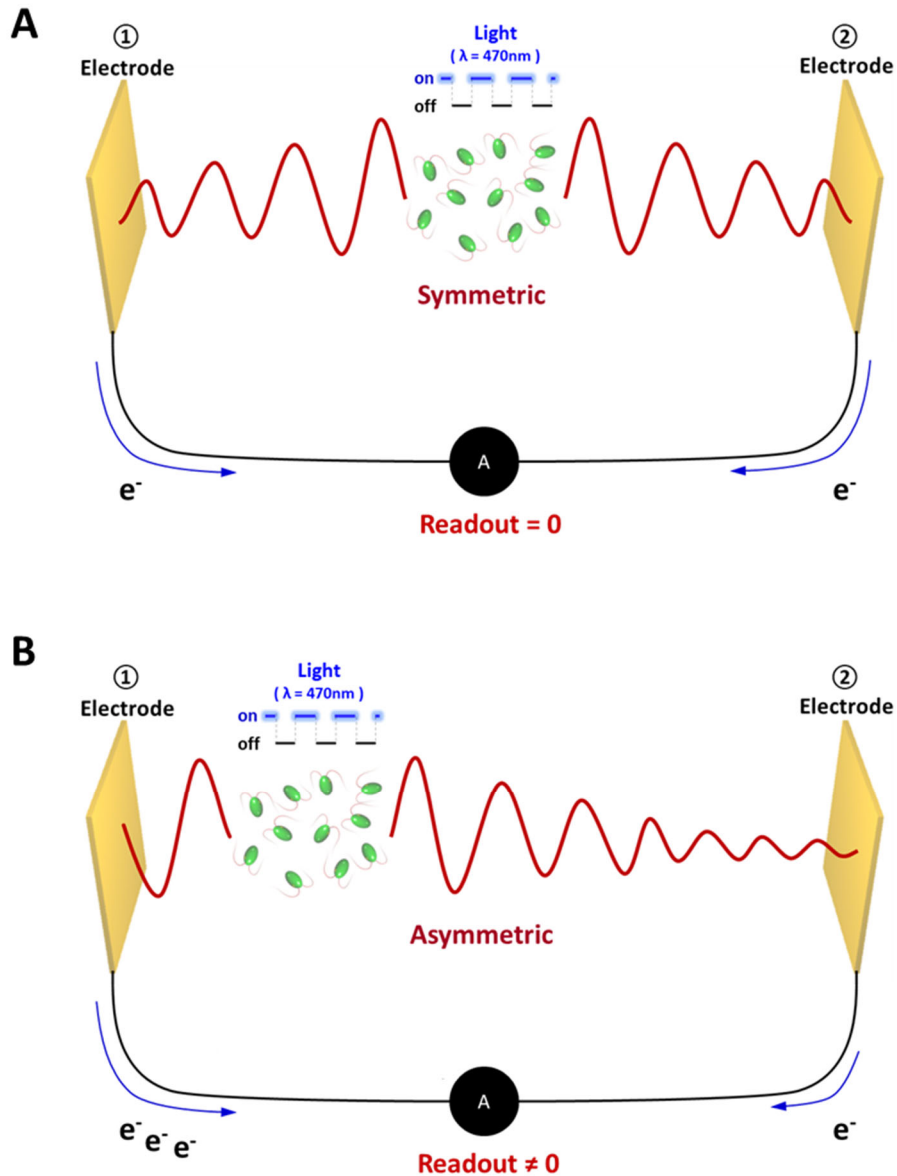 A
①
Electrode
Light
( λ = 470nm )
on
off
②
Electrode
Symmetric
A
e⁻
e⁻
Readout = 0
B
①
Electrode
Light
( λ = 470nm )
on
off
②
Electrode
Asymmetric
A
e⁻ e⁻ e⁻
e⁻
Readout ≠ 0